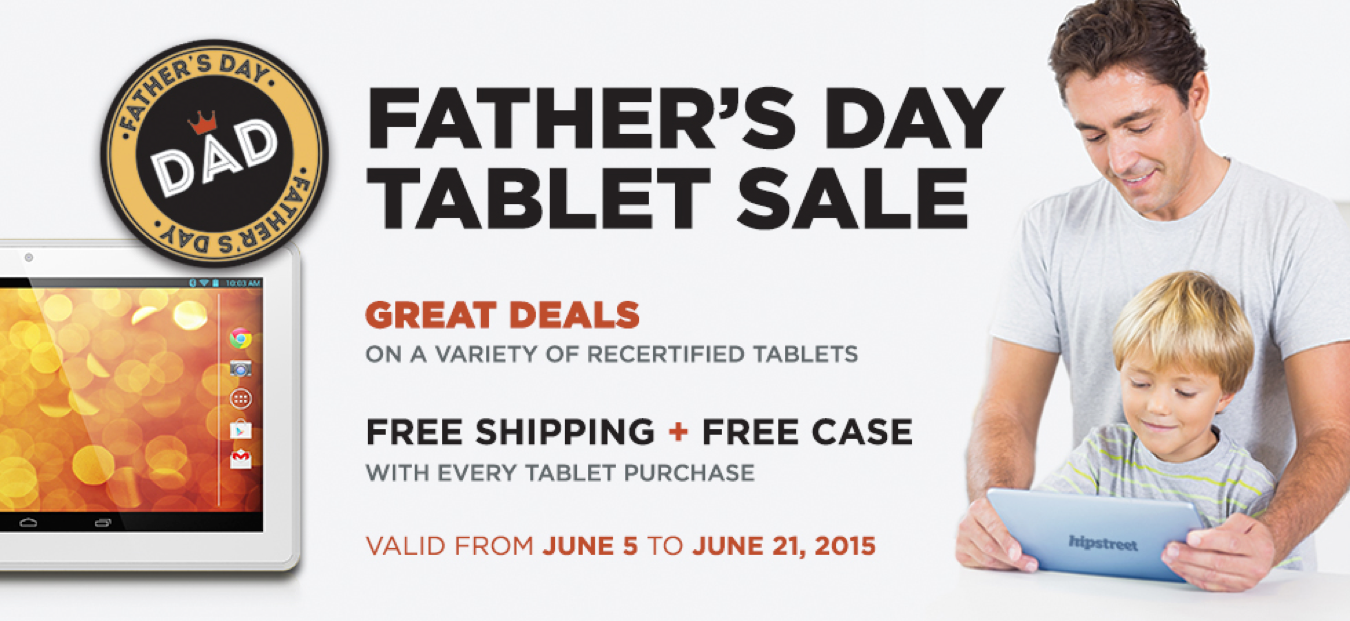 FATHER'S DAY
DAD
FATHER'S DAY
FATHER'S DAY
TABLET SALE
GREAT DEALS
ON A VARIETY OF RECERTIFIED TABLETS
FREE SHIPPING + FREE CASE
WITH EVERY TABLET PURCHASE
VALID FROM JUNE 5 TO JUNE 21, 2015
10:03 AM
hipstreet